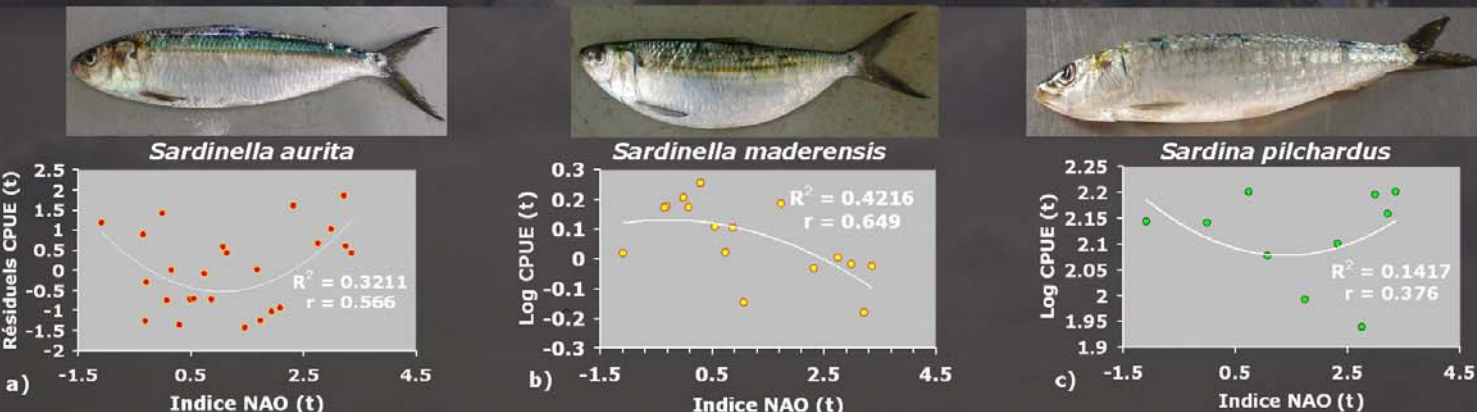 Sardinella aurita
Résiduels CPUE (t)
2.5
2
1.5
1
0.5
0
-0.5
-1
-1.5
-2
R² = 0.3211
r = 0.566
-1.5 0.5 2.5 4.5
a)
Indice NAO (t)
Sardinella maderensis
Log CPUE (t)
0.3
0.2
0.1
0
-0.1
-0.2
-0.3
R² = 0.4216
r = 0.649
-1.5 0.5 2.5 4.5
b)
Indice NAO (t)
Sardina pilchardus
Log CPUE (t)
2.25
2.2
2.15
2.1
2.05
2
1.95
1.9
R² = 0.1417
r = 0.376
-1.5 0.5 2.5 4.5
c)
Indice NAO (t)